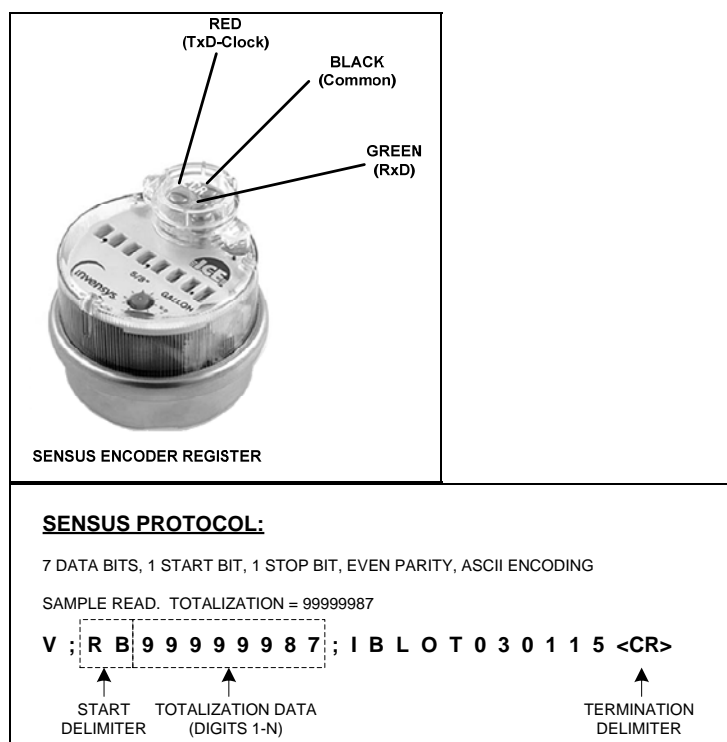 RED
(TxD-Clock)
BLACK
(Common)
GREEN
(RxD)
ICE
invensys
5/8"
GALLON
SENSUS ENCODER REGISTER
SENSUS PROTOCOL:
7 DATA BITS, 1 START BIT, 1 STOP BIT, EVEN PARITY, ASCII ENCODING
SAMPLE READ. TOTALIZATION = 99999987
V ; R B 9 9 9 9 9 9 8 7 ; I B L O T 0 3 0 1 1 5 <CR>
START
DELIMITER
TOTALIZATION DATA
(DIGITS 1-N)
TERMINATION
DELIMITER